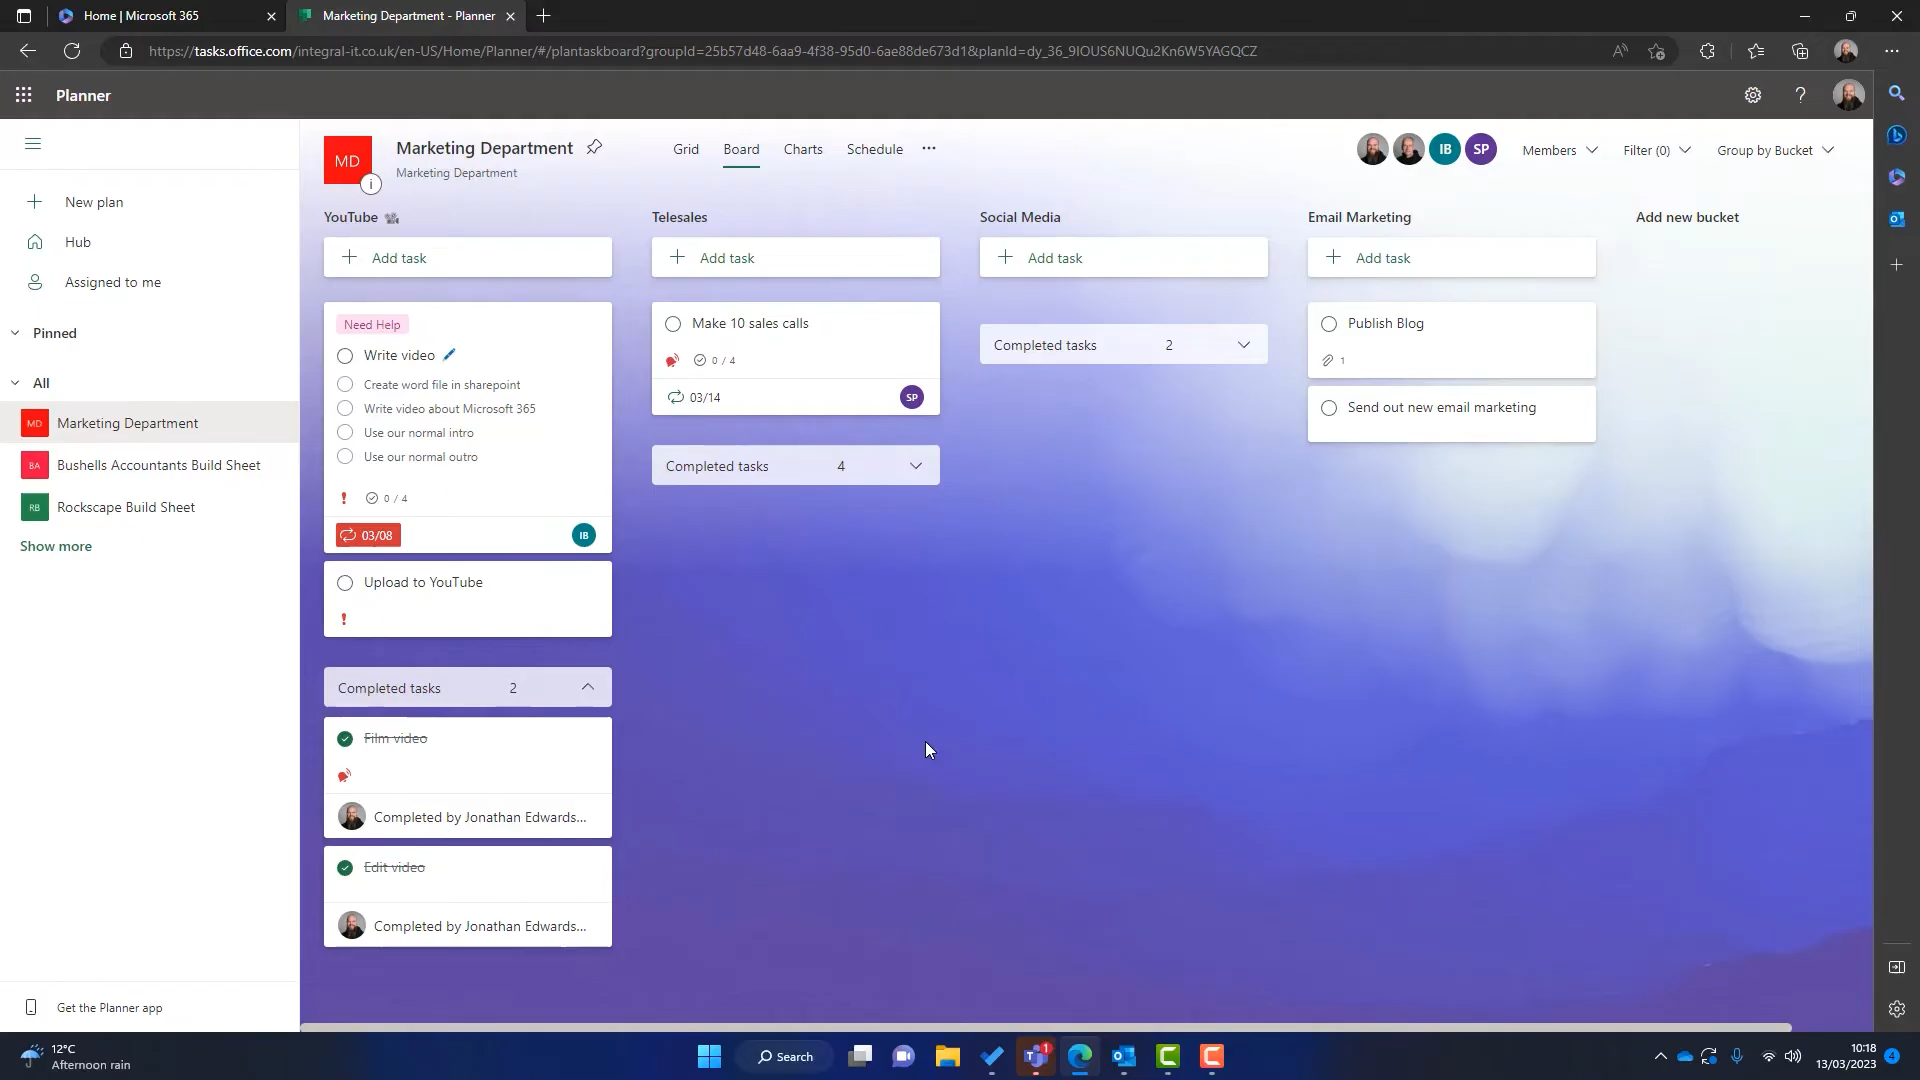 Home | Microsoft 365
Marketing Department - Planner
https://tasks.office.com/integral-it.co.uk/en-US/Home/Planner/#/plantaskboard?groupId=25b57d48-6aa9-4f38-95d0-6ae88de673d1&planId=dy_36_9IOUS6NUQu2Kn6W5YAGQCZ
Planner
?
New plan
Hub
Assigned to me
Pinned
All
MD Marketing Department
BA Bushells Accountants Build Sheet
RB Rockscape Build Sheet
Show more
Get the Planner app
MD
Marketing Department
Marketing Department
Grid Board Charts Schedule
IB SP
Members
Filter (0)
Group by Bucket
YouTube
Add task
Need Help
Write video
Create word file in sharepoint
Write video about Microsoft 365
Use our normal intro
Use our normal outro
0 / 4
03/08
IB
Upload to YouTube
Completed tasks 2
Film video
Completed by Jonathan Edwards...
Edit video
Completed by Jonathan Edwards...
Telesales
Add task
Make 10 sales calls
0 / 4
03/14
SP
Completed tasks 4
Social Media
Add task
Completed tasks 2
Email Marketing
Add task
Publish Blog
1
Send out new email marketing
Add new bucket
12°C
Afternoon rain
Search
1
10:18
13/03/2023
4